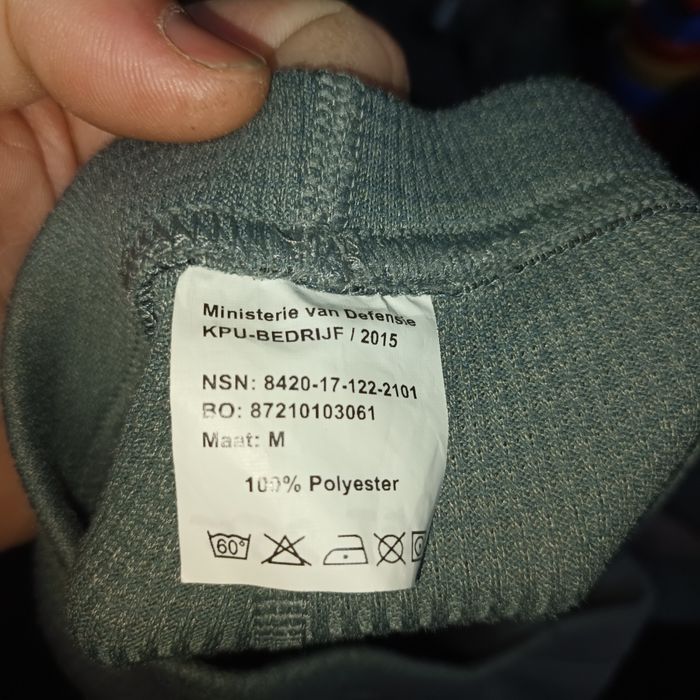 Ministerie van Defensie
KPU-BEDRIJF / 2015
NSN: 8420-17-122-2101
BO: 87210103061
Maat: M
100% Polyester
60°